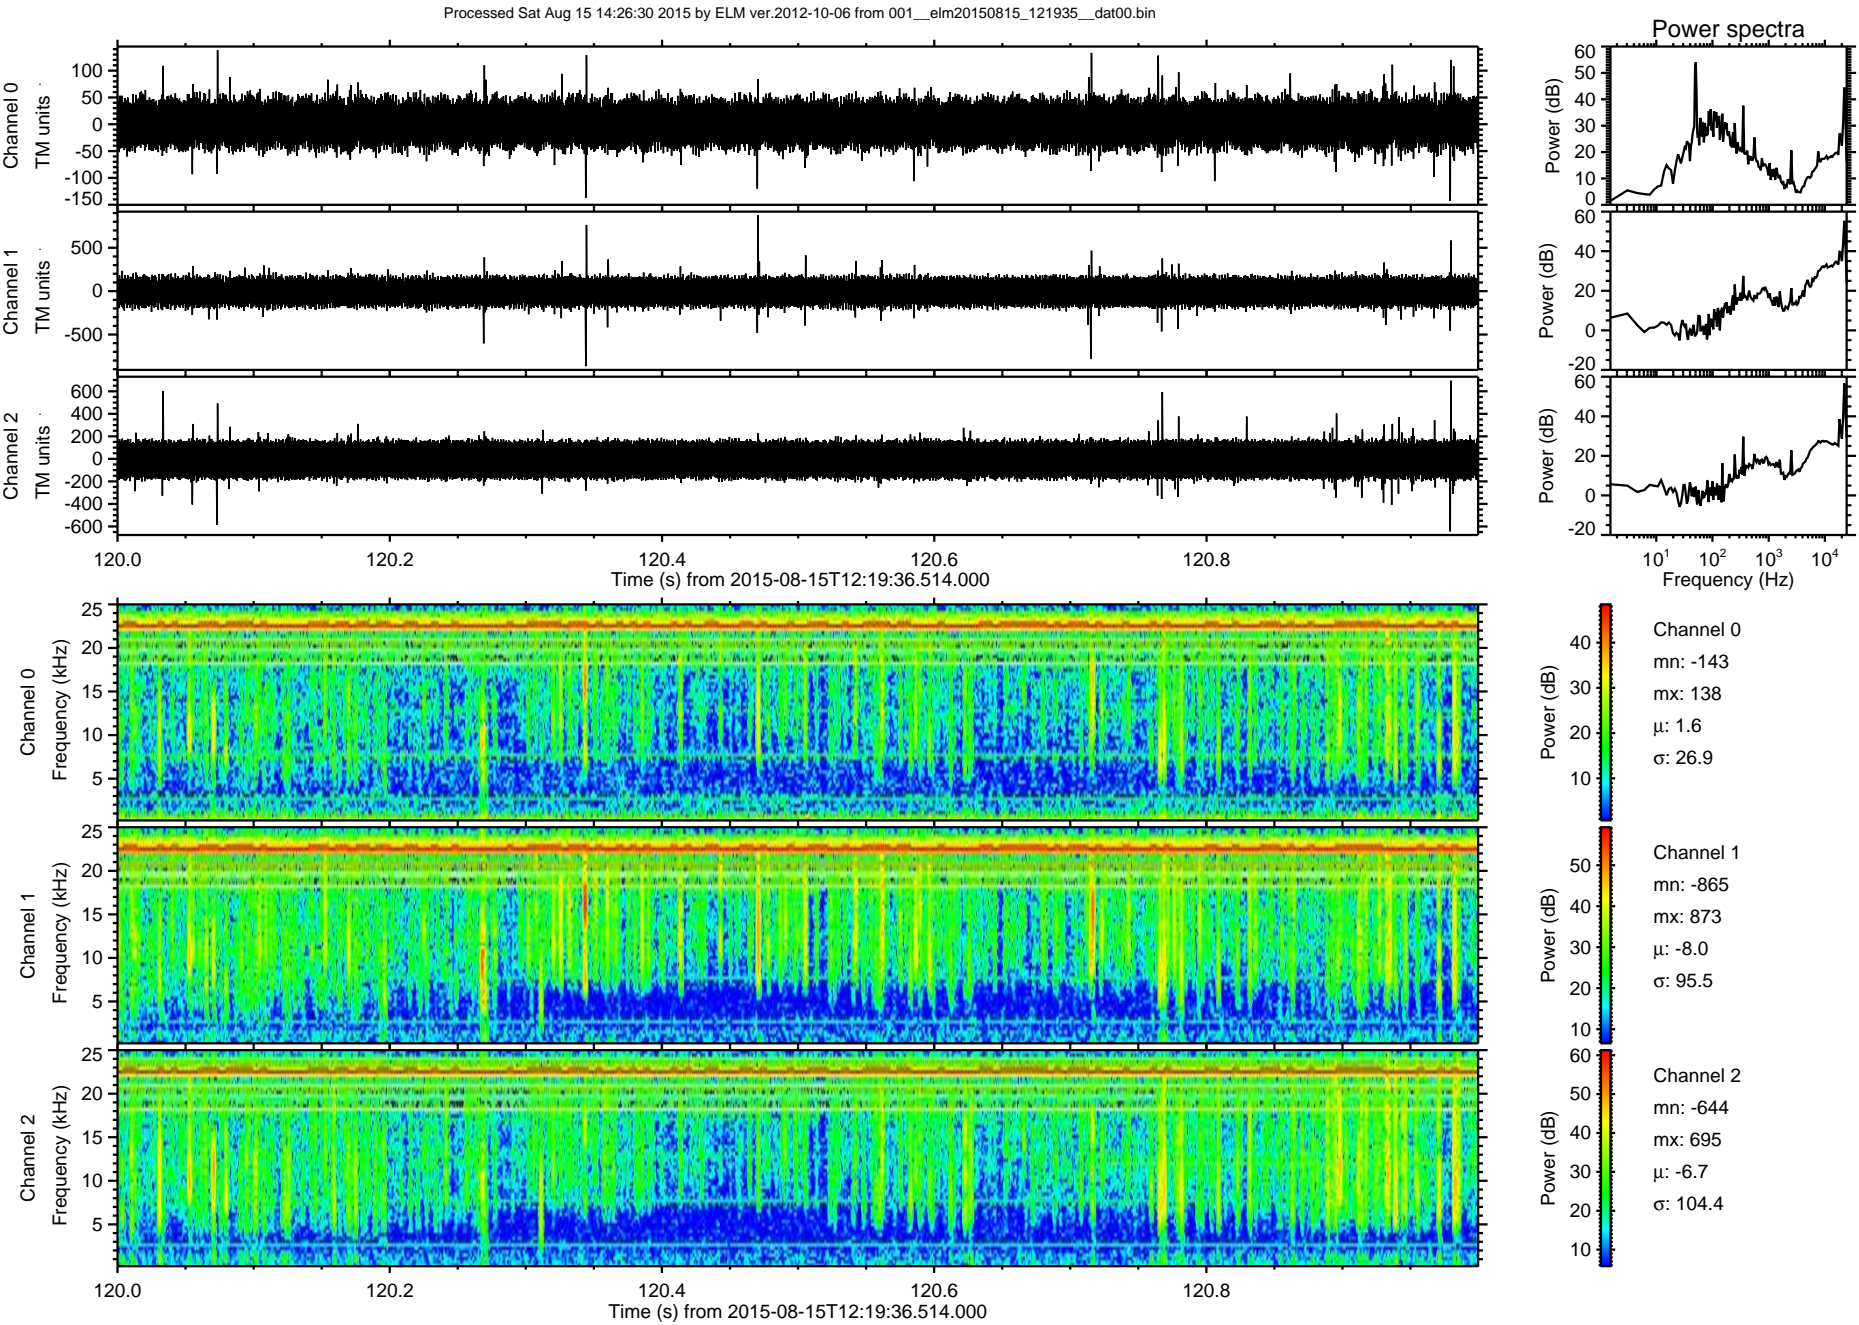 Processed Sat Aug 15 14:26:30 2015 by ELM ver.2012-10-06 from 001__elm20150815_121935__dat00.bin
Power spectra
Channel 0
TM units
100
50
0
-50
-100
-150
Power (dB)
60
50
40
30
20
10
0
Channel 1
TM units
500
0
-500
Power (dB)
60
40
20
0
-20
Channel 2
TM units
600
400
200
0
-200
-400
-600
Power (dB)
60
40
20
0
-20
120.0 120.2 120.4 120.6 120.8
Time (s) from 2015-08-15T12:19:36.514.000
10¹ 10² 10³ 10⁴
Frequency (Hz)
Channel 0
Frequency (kHz)
25
20
15
10
5
Power (dB)
40
30
20
10
Channel 0
mn: -143
mx: 138
μ: 1.6
σ: 26.9
Channel 1
Frequency (kHz)
25
20
15
10
5
Power (dB)
50
40
30
20
10
Channel 1
mn: -865
mx: 873
μ: -8.0
σ: 95.5
Channel 2
Frequency (kHz)
25
20
15
10
5
Power (dB)
60
50
40
30
20
10
Channel 2
mn: -644
mx: 695
μ: -6.7
σ: 104.4
120.0 120.2 120.4 120.6 120.8
Time (s) from 2015-08-15T12:19:36.514.000